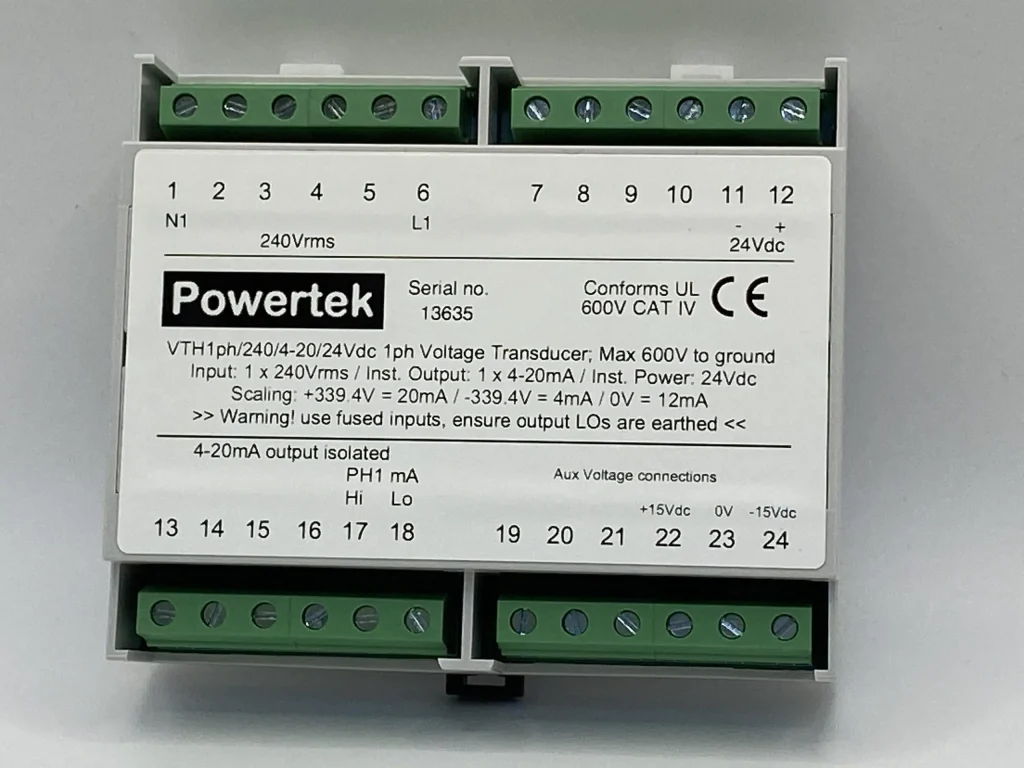 1 2 3 4 5 6 7 8 9 10 11 12
N1 L1 - +
240Vrms 24Vdc
Powertek
Serial no.
13635
Conforms UL
600V CAT IV
CE
VTH1ph/240/4-20/24Vdc 1ph Voltage Transducer; Max 600V to ground
Input: 1 x 240Vrms / Inst. Output: 1 x 4-20mA / Inst. Power: 24Vdc
Scaling: +339.4V = 20mA / -339.4V = 4mA / 0V = 12mA
>> Warning! use fused inputs, ensure output LOs are earthed <<
4-20mA output isolated
PH1 mA
Hi Lo
Aux Voltage connections
+15Vdc 0V -15Vdc
13 14 15 16 17 18 19 20 21 22 23 24